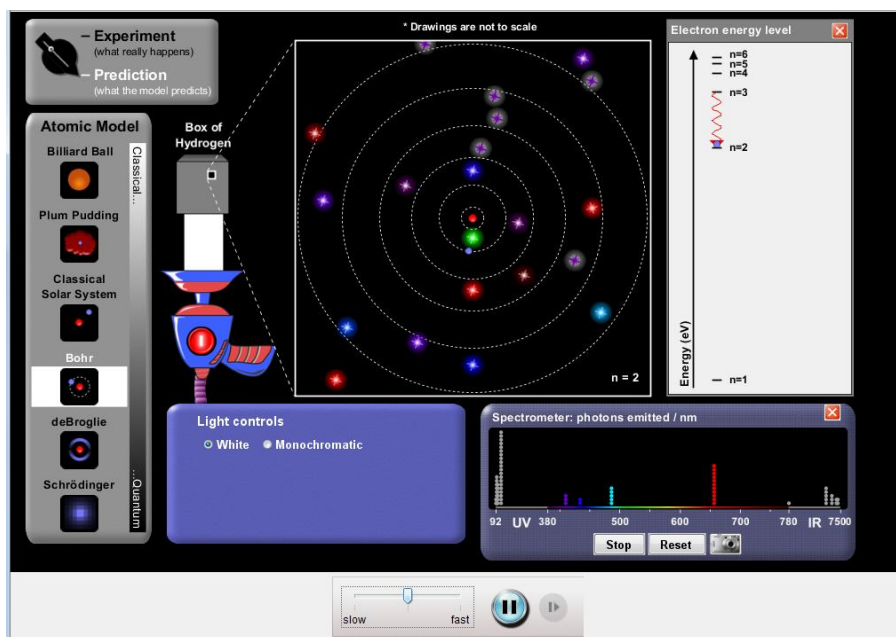 * Drawings are not to scale
Experiment
(what really happens)
Prediction
(what the model predicts)
Atomic Model
Billiard Ball
Plum Pudding
Classical
Solar System
Bohr
deBroglie
Schrödinger
Classical...
...Quantum
Box of
Hydrogen
n = 2
Electron energy level
n=6
n=5
n=4
n=3
n=2
n=1
Energy (eV)
Light controls
White Monochromatic
Spectrometer: photons emitted / nm
92 UV 380 500 600 700 780 IR 7500
Stop Reset
slow fast